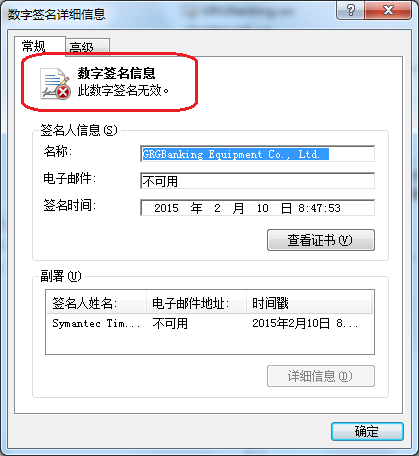 数字签名详细信息
常规 高级
数字签名信息
此数字签名无效。
签名人信息(S)
名称: GRGBanking Equipment Co., Ltd.
电子邮件: 不可用
签名时间: 2015 年 2 月 10 日 8:47:53
查看证书(V)
副署(U)
签名人姓名: 电子邮件地址: 时间戳
Symantec Tim... 不可用 2015年2月10日 8...
详细信息(D)
确定